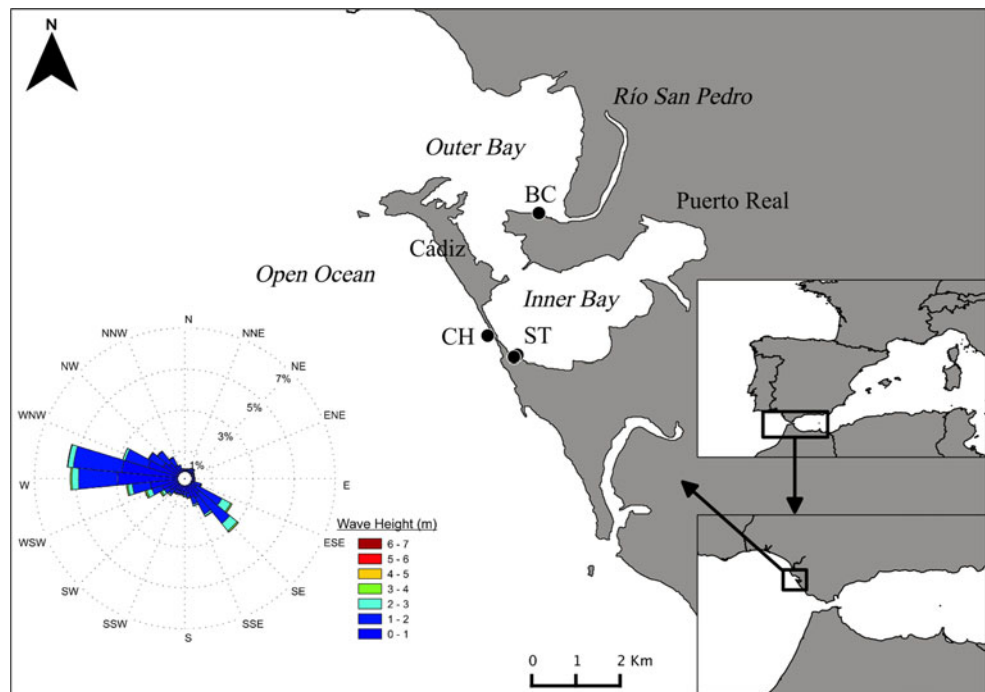 N
Río San Pedro
Outer Bay
BC
Puerto Real
Cádiz
Open Ocean
Inner Bay
CH
ST
N
NNE
NE
ENE
E
ESE
SE
SSE
S
SSW
SW
WSW
W
WNW
NW
NNW
7%
5%
3%
1%
Wave Height (m)
6 - 7
5 - 6
4 - 5
3 - 4
2 - 3
1 - 2
0 - 1
0 1 2 Km